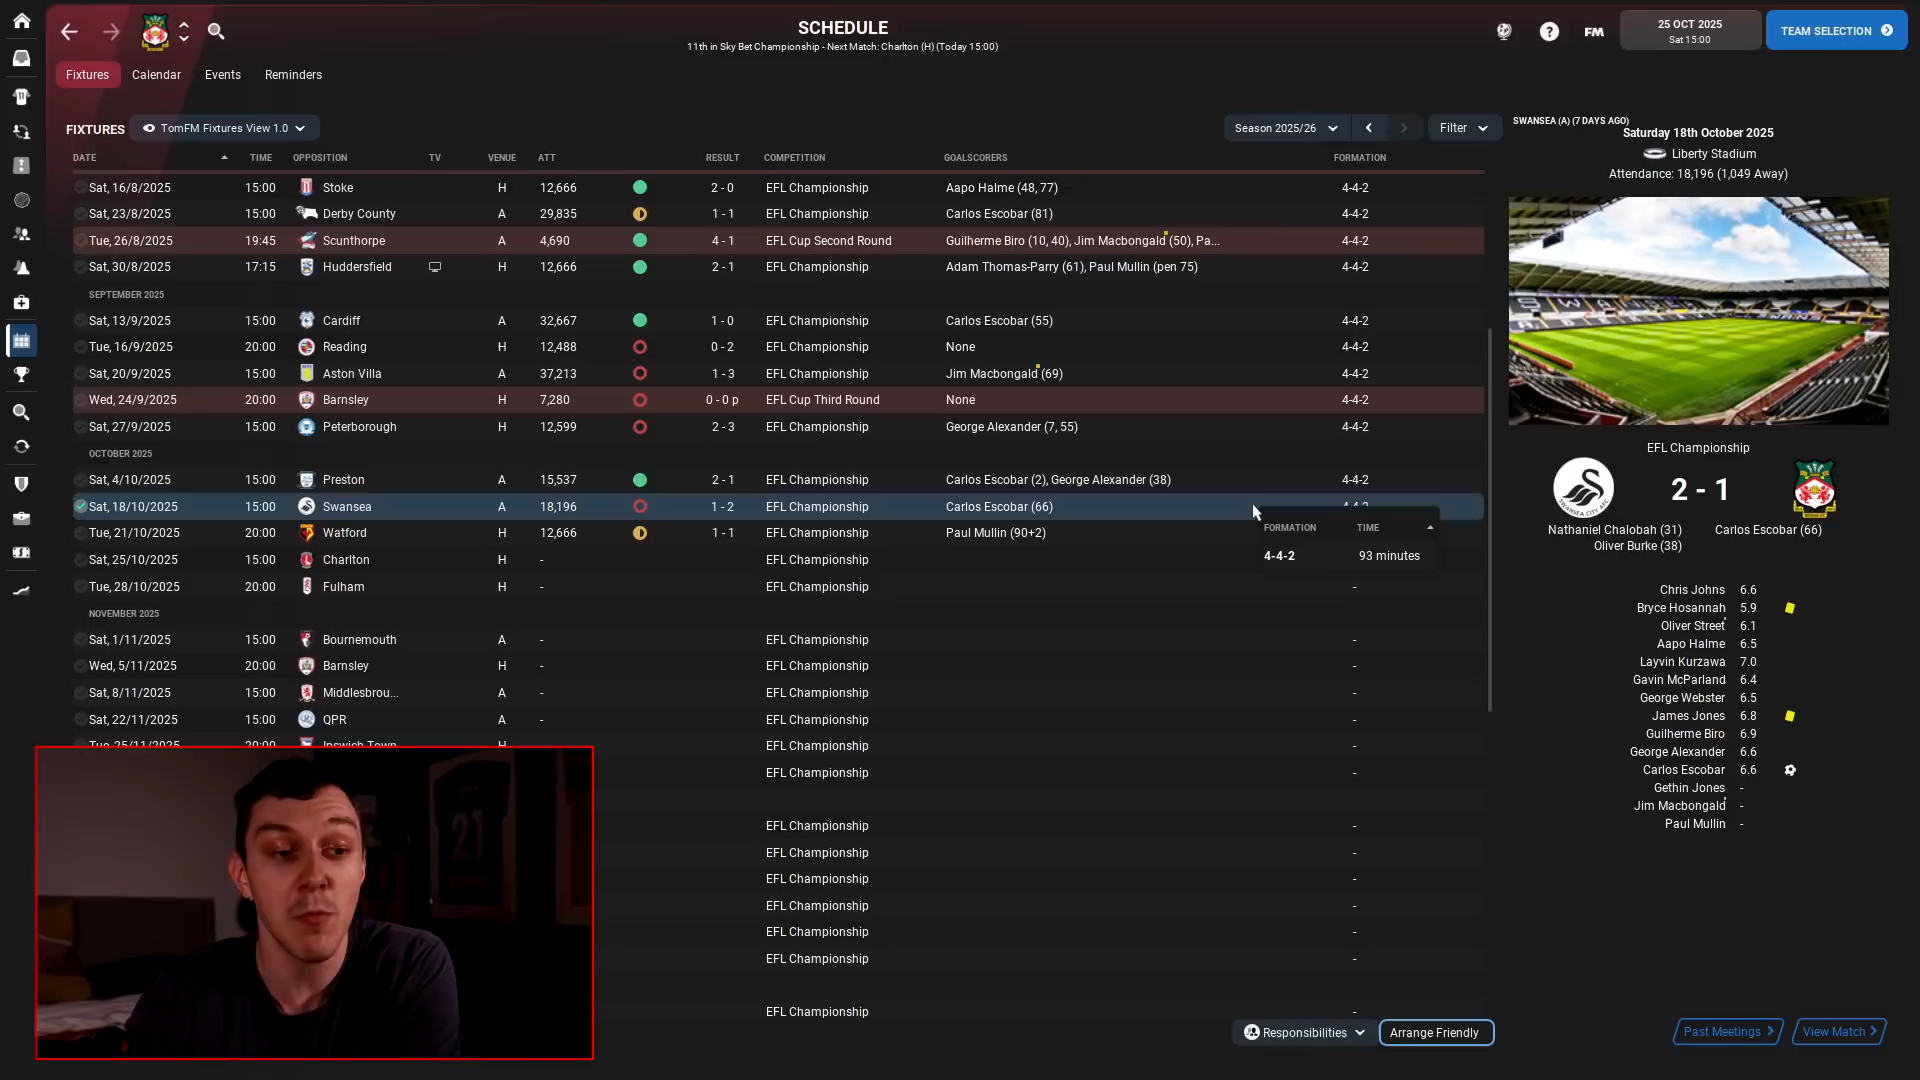 SCHEDULE
11th in Sky Bet Championship - Next Match: Charlton (H) (Today 15:00)
FM
25 OCT 2025
Sat 15:00
TEAM SELECTION
Fixtures Calendar Events Reminders
FIXTURES TomFM Fixtures View 1.0 Season 2025/26 Filter
DATE TIME OPPOSITION TV VENUE ATT RESULT COMPETITION GOALSCORERS FORMATION
Sat, 16/8/2025 15:00 Stoke H 12,666 2 - 0 EFL Championship Aapo Halme (48, 77) 4-4-2
Sat, 23/8/2025 15:00 Derby County A 29,835 1 - 1 EFL Championship Carlos Escobar (81) 4-4-2
Tue, 26/8/2025 19:45 Scunthorpe A 4,690 4 - 1 EFL Cup Second Round Guilherme Biro (10, 40), Jim Macbongald (50), Pa... 4-4-2
Sat, 30/8/2025 17:15 Huddersfield H 12,666 2 - 1 EFL Championship Adam Thomas-Parry (61), Paul Mullin (pen 75) 4-4-2
SEPTEMBER 2025
Sat, 13/9/2025 15:00 Cardiff A 32,667 1 - 0 EFL Championship Carlos Escobar (55) 4-4-2
Tue, 16/9/2025 20:00 Reading H 12,488 0 - 2 EFL Championship None 4-4-2
Sat, 20/9/2025 15:00 Aston Villa A 37,213 1 - 3 EFL Championship Jim Macbongald (69) 4-4-2
Wed, 24/9/2025 20:00 Barnsley H 7,280 0 - 0 p EFL Cup Third Round None 4-4-2
Sat, 27/9/2025 15:00 Peterborough H 12,599 2 - 3 EFL Championship George Alexander (7, 55) 4-4-2
OCTOBER 2025
Sat, 4/10/2025 15:00 Preston A 15,537 2 - 1 EFL Championship Carlos Escobar (2), George Alexander (38) 4-4-2
Sat, 18/10/2025 15:00 Swansea A 18,196 1 - 2 EFL Championship Carlos Escobar (66) 4-4-2
Tue, 21/10/2025 20:00 Watford H 12,666 1 - 1 EFL Championship Paul Mullin (90+2)
FORMATION TIME
4-4-2 93 minutes
Sat, 25/10/2025 15:00 Charlton H - EFL Championship
Tue, 28/10/2025 20:00 Fulham H - EFL Championship -
NOVEMBER 2025
Sat, 1/11/2025 15:00 Bournemouth A - EFL Championship -
Wed, 5/11/2025 20:00 Barnsley H - EFL Championship -
Sat, 8/11/2025 15:00 Middlesbrou... A - EFL Championship -
Sat, 22/11/2025 15:00 QPR A - EFL Championship -
Tue, 25/11/2025 20:00 Ipswich Town H EFL Championship -
EFL Championship -
EFL Championship -
EFL Championship -
EFL Championship -
EFL Championship -
EFL Championship -
EFL Championship -
EFL Championship -
Responsibilities Arrange Friendly
SWANSEA (A) (7 DAYS AGO)
Saturday 18th October 2025
Liberty Stadium
Attendance: 18,196 (1,049 Away)
EFL Championship
2 - 1
Nathaniel Chalobah (31) Carlos Escobar (66)
Oliver Burke (38)
Chris Johns 6.6
Bryce Hosannah 5.9
Oliver Street 6.1
Aapo Halme 6.5
Layvin Kurzawa 7.0
Gavin McParland 6.4
George Webster 6.5
James Jones 6.8
Guilherme Biro 6.9
George Alexander 6.6
Carlos Escobar 6.6
Gethin Jones -
Jim Macbongald -
Paul Mullin -
Past Meetings View Match
21